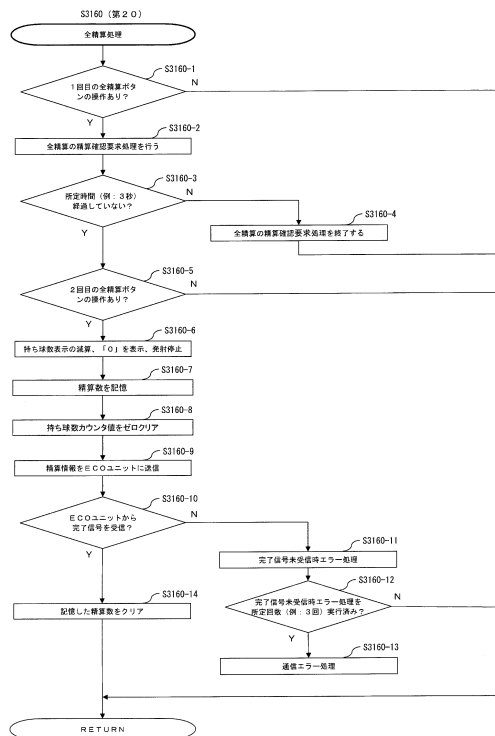 S3160 (第20)
全精算処理
S3160-1
1回目の全精算ボタ
ンの操作あり?
N
Y
S3160-2
全精算の精算確認要求処理を行う
S3160-3
所定時間(例:3秒)
経過していない?
N
Y
S3160-4
全精算の精算確認要求処理を終了する
S3160-5
2回目の全精算ボタ
ンの操作あり?
N
Y
S3160-6
持ち球数表示の減算、「0」を表示、発射停止
S3160-7
精算数を記憶
S3160-8
持ち球数カウンタ値をゼロクリア
S3160-9
精算情報をECOユニットに送信
S3160-10
ECOユニットから
完了信号を受信?
N
Y
S3160-11
完了信号未受信時エラー処理
S3160-12
完了信号未受信時エラー処理を
所定回数(例:3回)実行済み?
N
Y
S3160-13
通信エラー処理
S3160-14
記憶した精算数をクリア
RETURN